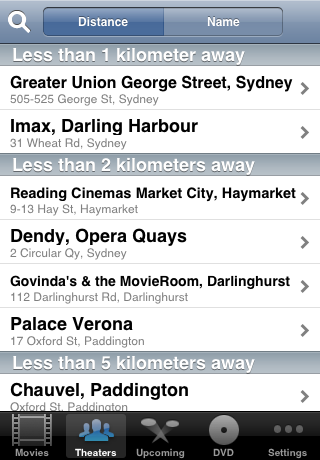 Distance Name
Less than 1 kilometer away
Greater Union George Street, Sydney
505-525 George St, Sydney
Imax, Darling Harbour
31 Wheat Rd, Sydney
Less than 2 kilometers away
Reading Cinemas Market City, Haymarket
9-13 Hay St, Haymarket
Dendy, Opera Quays
2 Circular Qy, Sydney
Govinda's & the MovieRoom, Darlinghurst
112 Darlinghurst Rd, Darlinghurst
Palace Verona
17 Oxford St, Paddington
Less than 5 kilometers away
Chauvel, Paddington
Oxford St, Paddington
Movies Theaters Upcoming DVD Settings